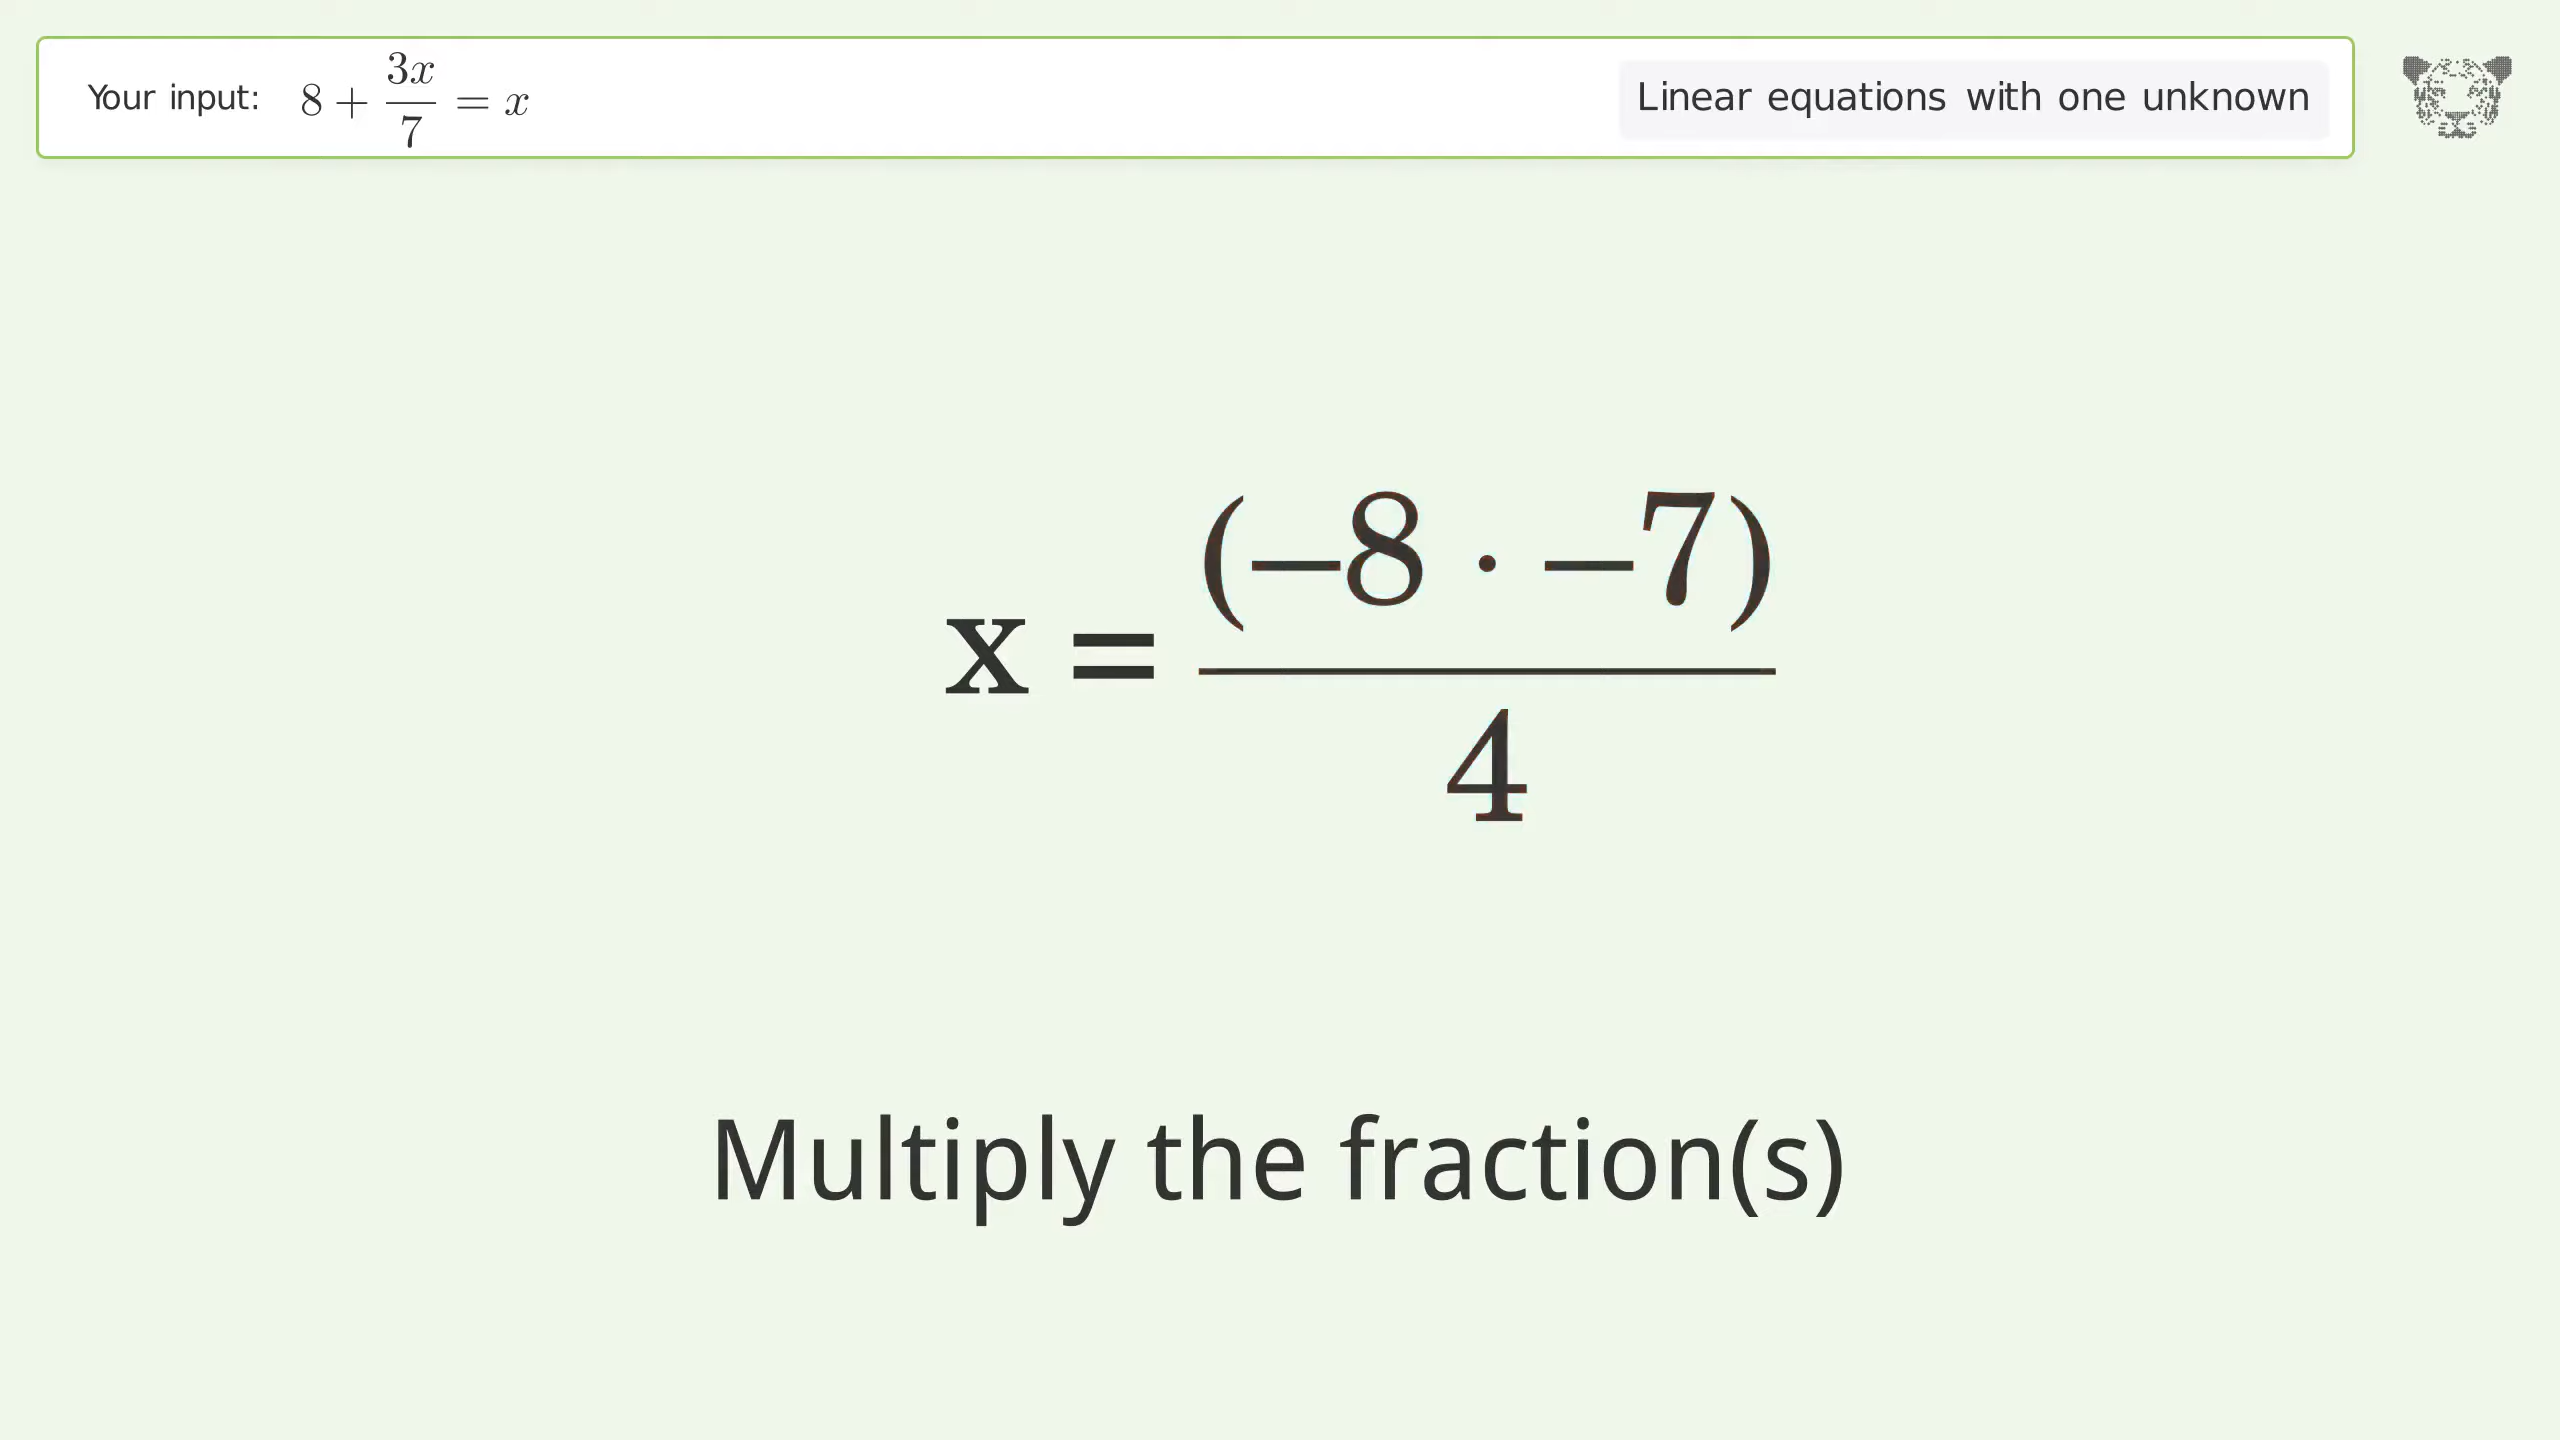 Your input: 8 + 3x/7 = x
Linear equations with one unknown
x = (−8 · −7)/4
Multiply the fraction(s)